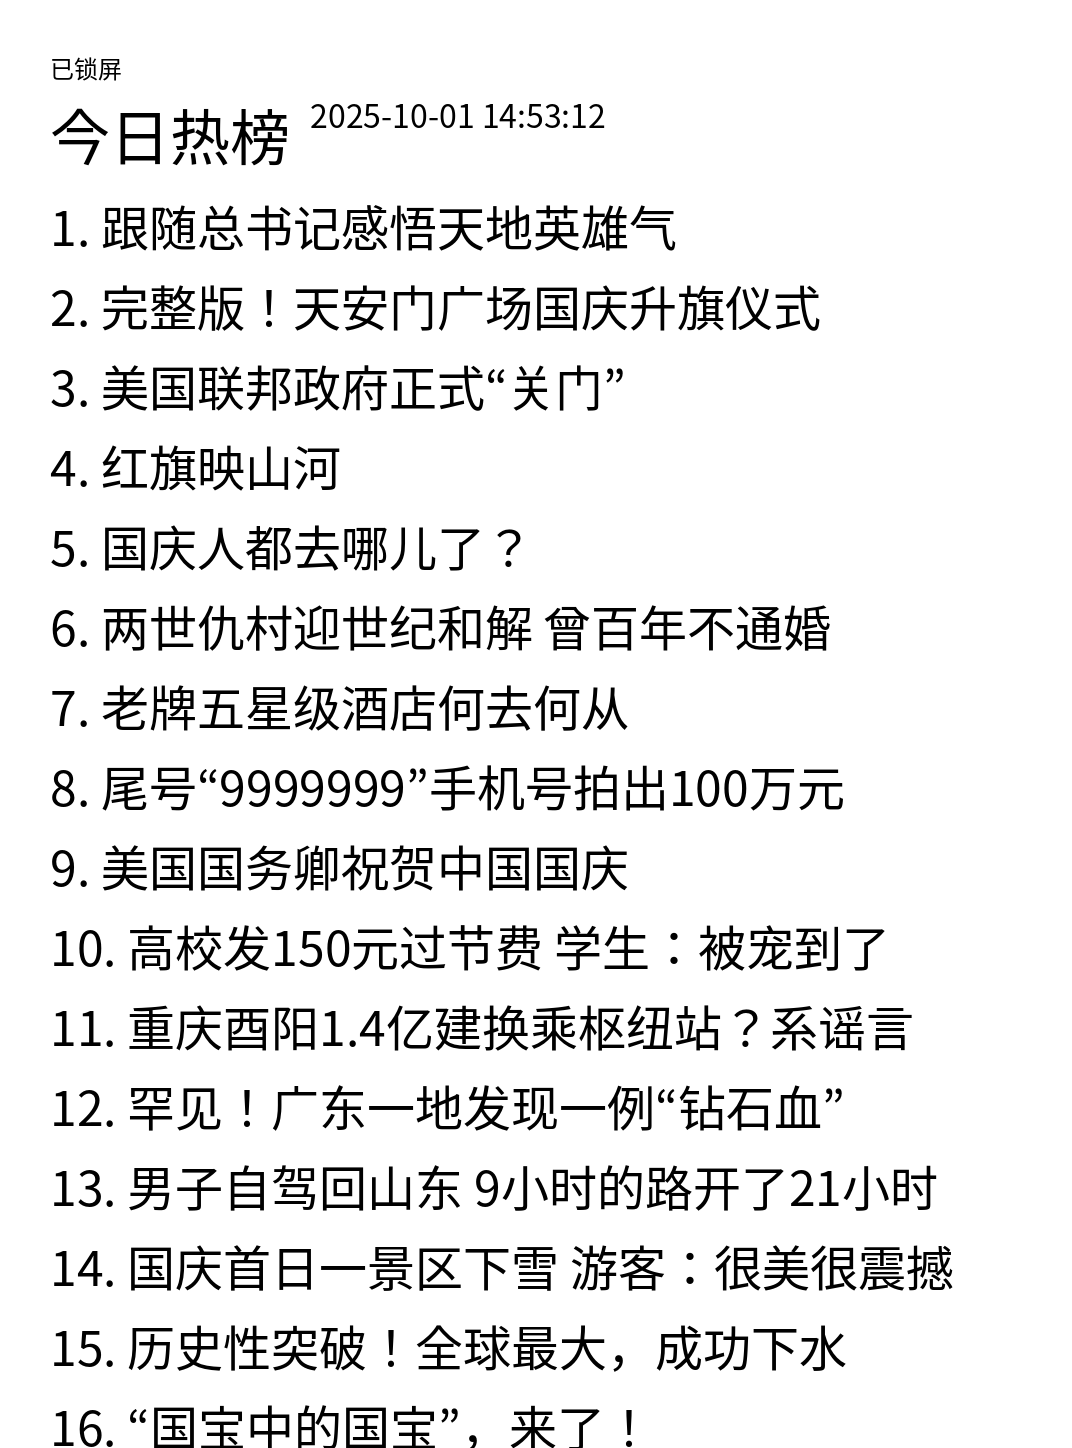 已锁屏
今日热榜 2025-10-01 14:53:12
1. 跟随总书记感悟天地英雄气
2. 完整版！天安门广场国庆升旗仪式
3. 美国联邦政府正式“关门”
4. 红旗映山河
5. 国庆人都去哪儿了？
6. 两世仇村迎世纪和解 曾百年不通婚
7. 老牌五星级酒店何去何从
8. 尾号“9999999”手机号拍出100万元
9. 美国国务卿祝贺中国国庆
10. 高校发150元过节费 学生：被宠到了
11. 重庆酉阳1.4亿建换乘枢纽站？系谣言
12. 罕见！广东一地发现一例“钻石血”
13. 男子自驾回山东 9小时的路开了21小时
14. 国庆首日一景区下雪 游客：很美很震撼
15. 历史性突破！全球最大，成功下水
16. “国宝中的国宝”，来了！